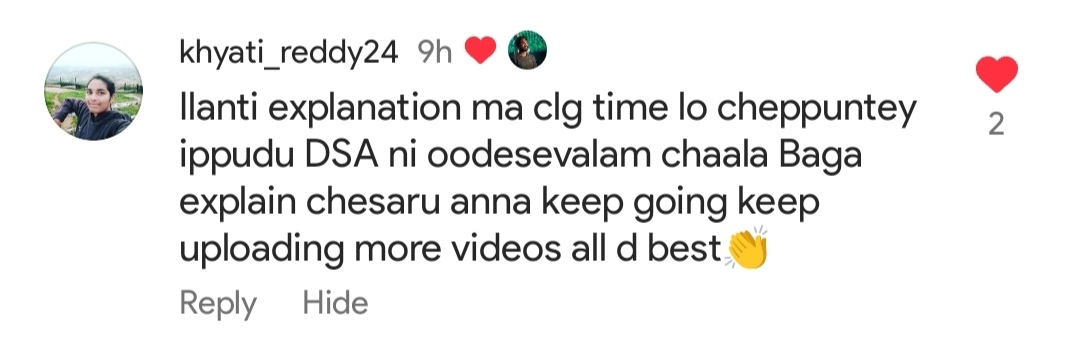 khyati_reddy24 9h ❤️
Ilanti explanation ma clg time lo cheppuntey
ippudu DSA ni oodesevalam chaala Baga
explain chesaru anna keep going keep
uploading more videos all d best👏
2
Reply Hide